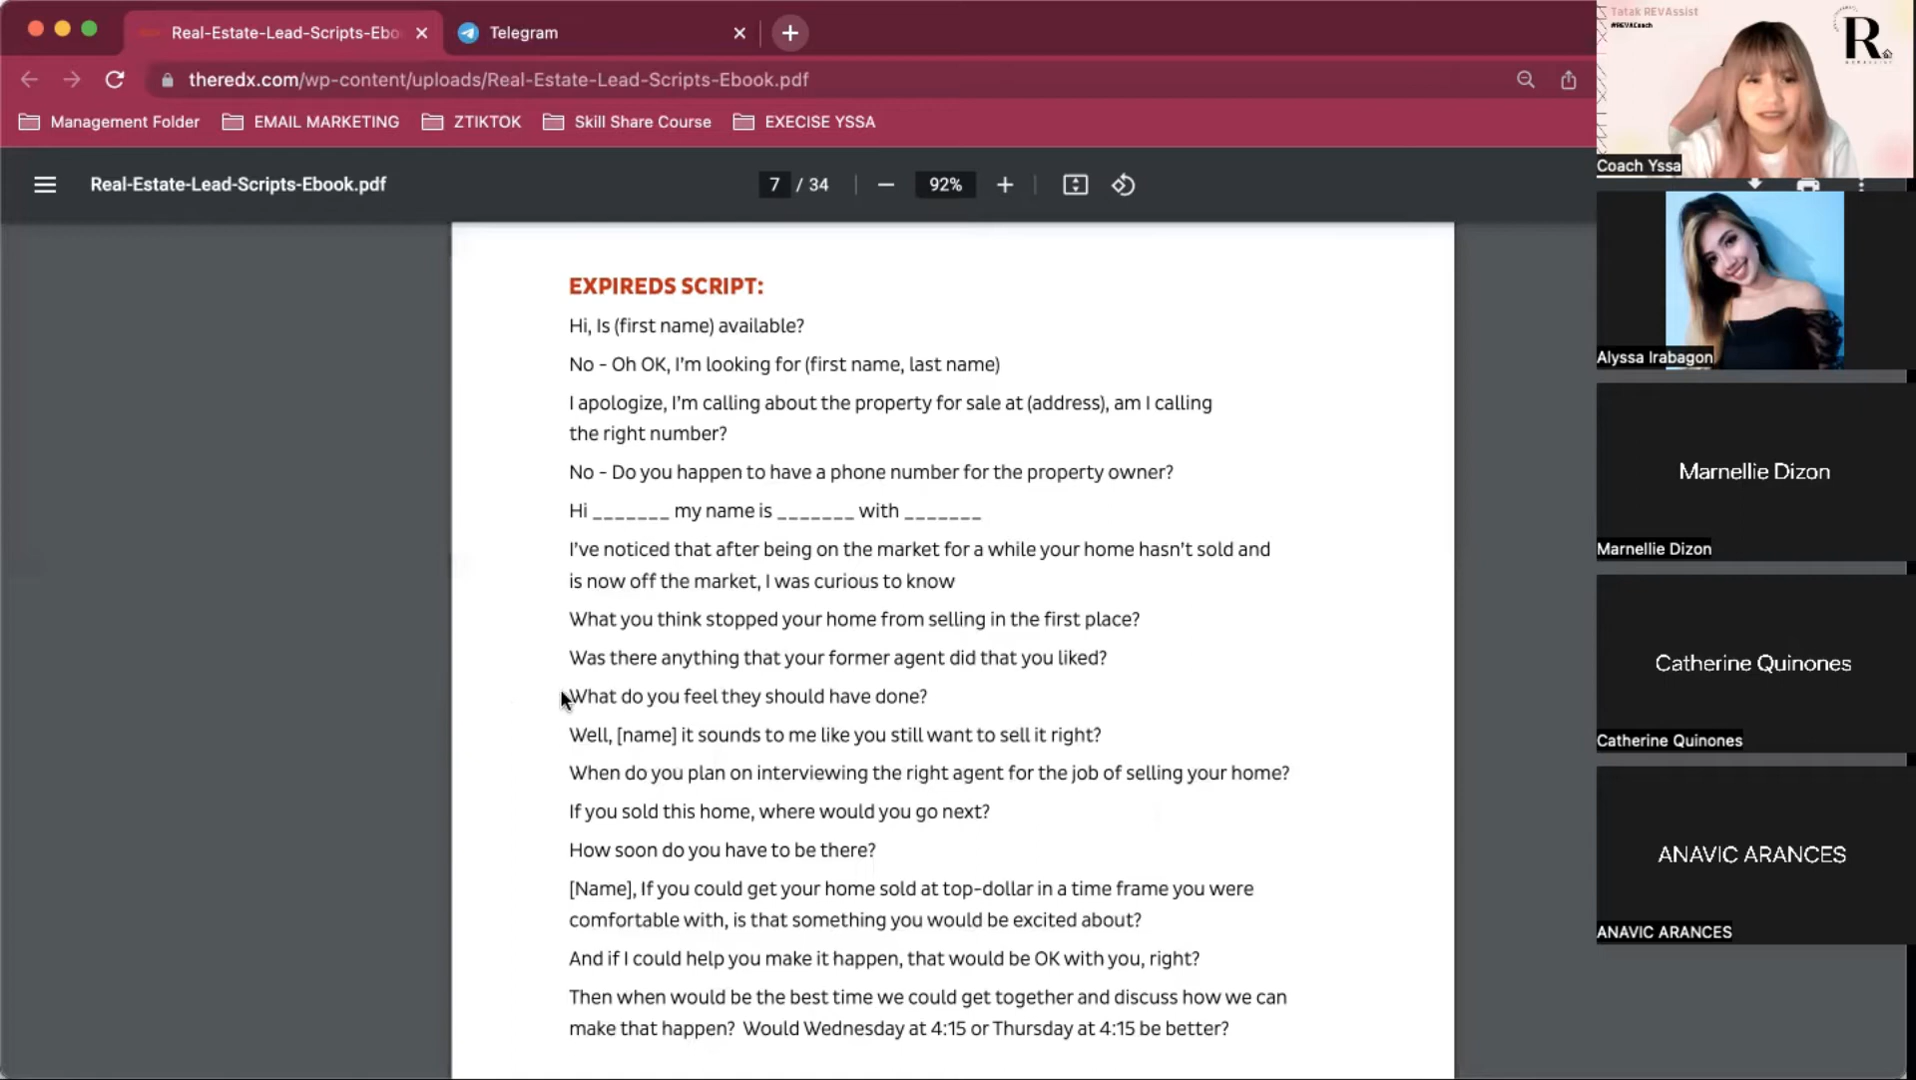 Real-Estate-Lead-Scripts-Ebo
Telegram
theredx.com/wp-content/uploads/Real-Estate-Lead-Scripts-Ebook.pdf
Management Folder
EMAIL MARKETING
ZTIKTOK
Skill Share Course
EXECISE YSSA
Real-Estate-Lead-Scripts-Ebook.pdf
7 / 34
92%
EXPIREDS SCRIPT:
Hi, Is (first name) available?
No - Oh OK, I'm looking for (first name, last name)
I apologize, I'm calling about the property for sale at (address), am I calling
the right number?
No - Do you happen to have a phone number for the property owner?
Hi _______ my name is _______ with _______
I've noticed that after being on the market for a while your home hasn't sold and
is now off the market, I was curious to know
What you think stopped your home from selling in the first place?
Was there anything that your former agent did that you liked?
What do you feel they should have done?
Well, [name] it sounds to me like you still want to sell it right?
When do you plan on interviewing the right agent for the job of selling your home?
If you sold this home, where would you go next?
How soon do you have to be there?
[Name], If you could get your home sold at top-dollar in a time frame you were
comfortable with, is that something you would be excited about?
And if I could help you make it happen, that would be OK with you, right?
Then when would be the best time we could get together and discuss how we can
make that happen?  Would Wednesday at 4:15 or Thursday at 4:15 be better?
Tatak REVAssist
#REVACoach
R
Coach Yssa
Alyssa Irabagon
Marnellie Dizon
Marnellie Dizon
Catherine Quinones
Catherine Quinones
ANAVIC ARANCES
ANAVIC ARANCES